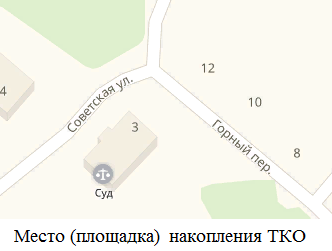 12
4
Советская ул.
10
3
Горный пер.
8
Суд
Место (площадка) накопления ТКО